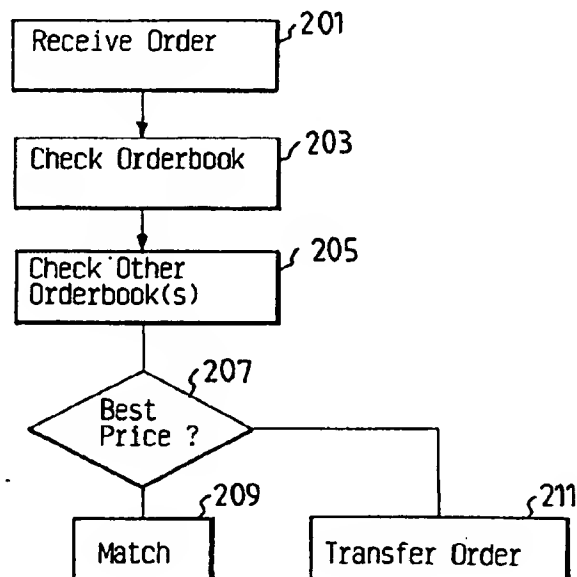 Receive Order
201
Check Orderbook
203
Check Other
Orderbook(s)
205
Best
Price ?
207
Match
209
Transfer Order
211